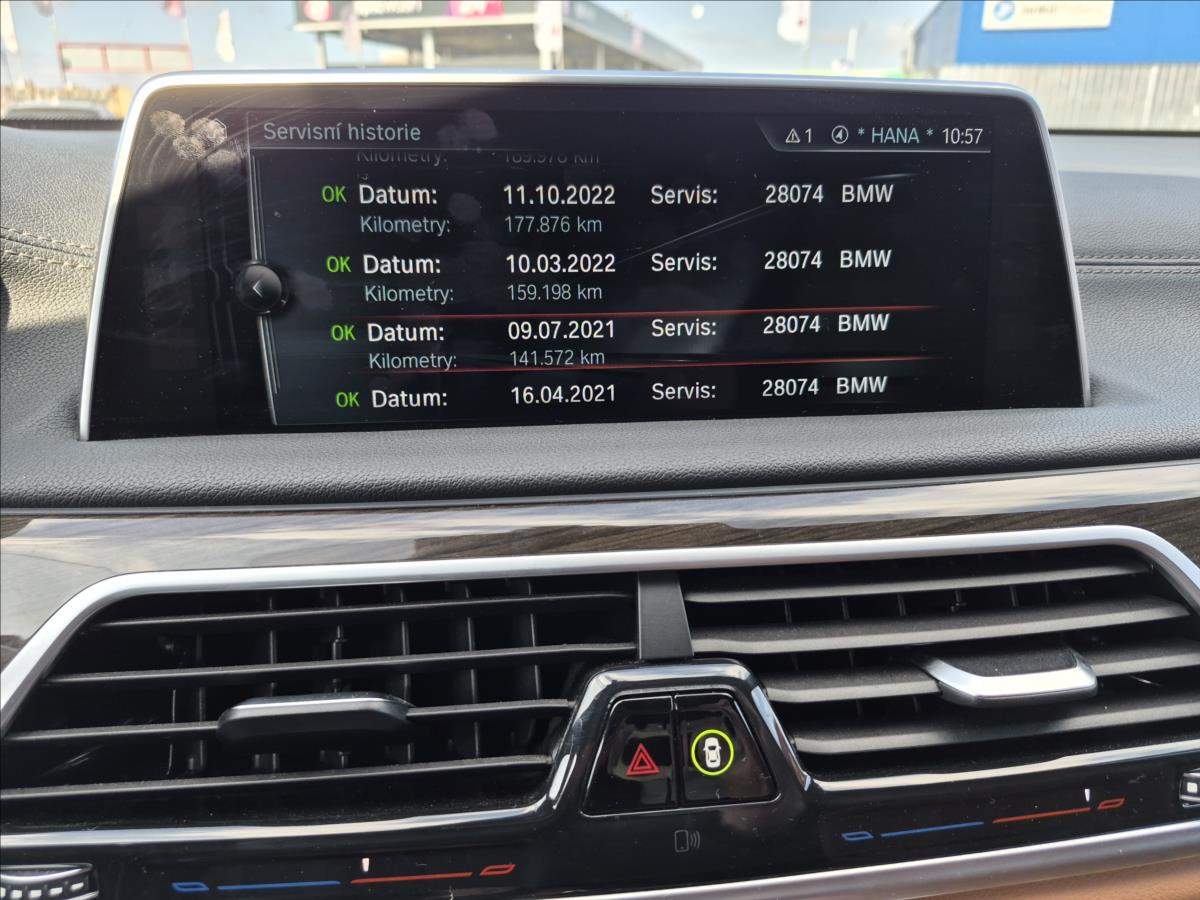 Servisní historie
1 * HANA * 10:57
Kilometry:
OK Datum: 11.10.2022 Servis: 28074 BMW
Kilometry: 177.876 km
OK Datum: 10.03.2022 Servis: 28074 BMW
Kilometry: 159.198 km
OK Datum: 09.07.2021 Servis: 28074 BMW
Kilometry: 141.572 km
OK Datum: 16.04.2021 Servis: 28074 BMW